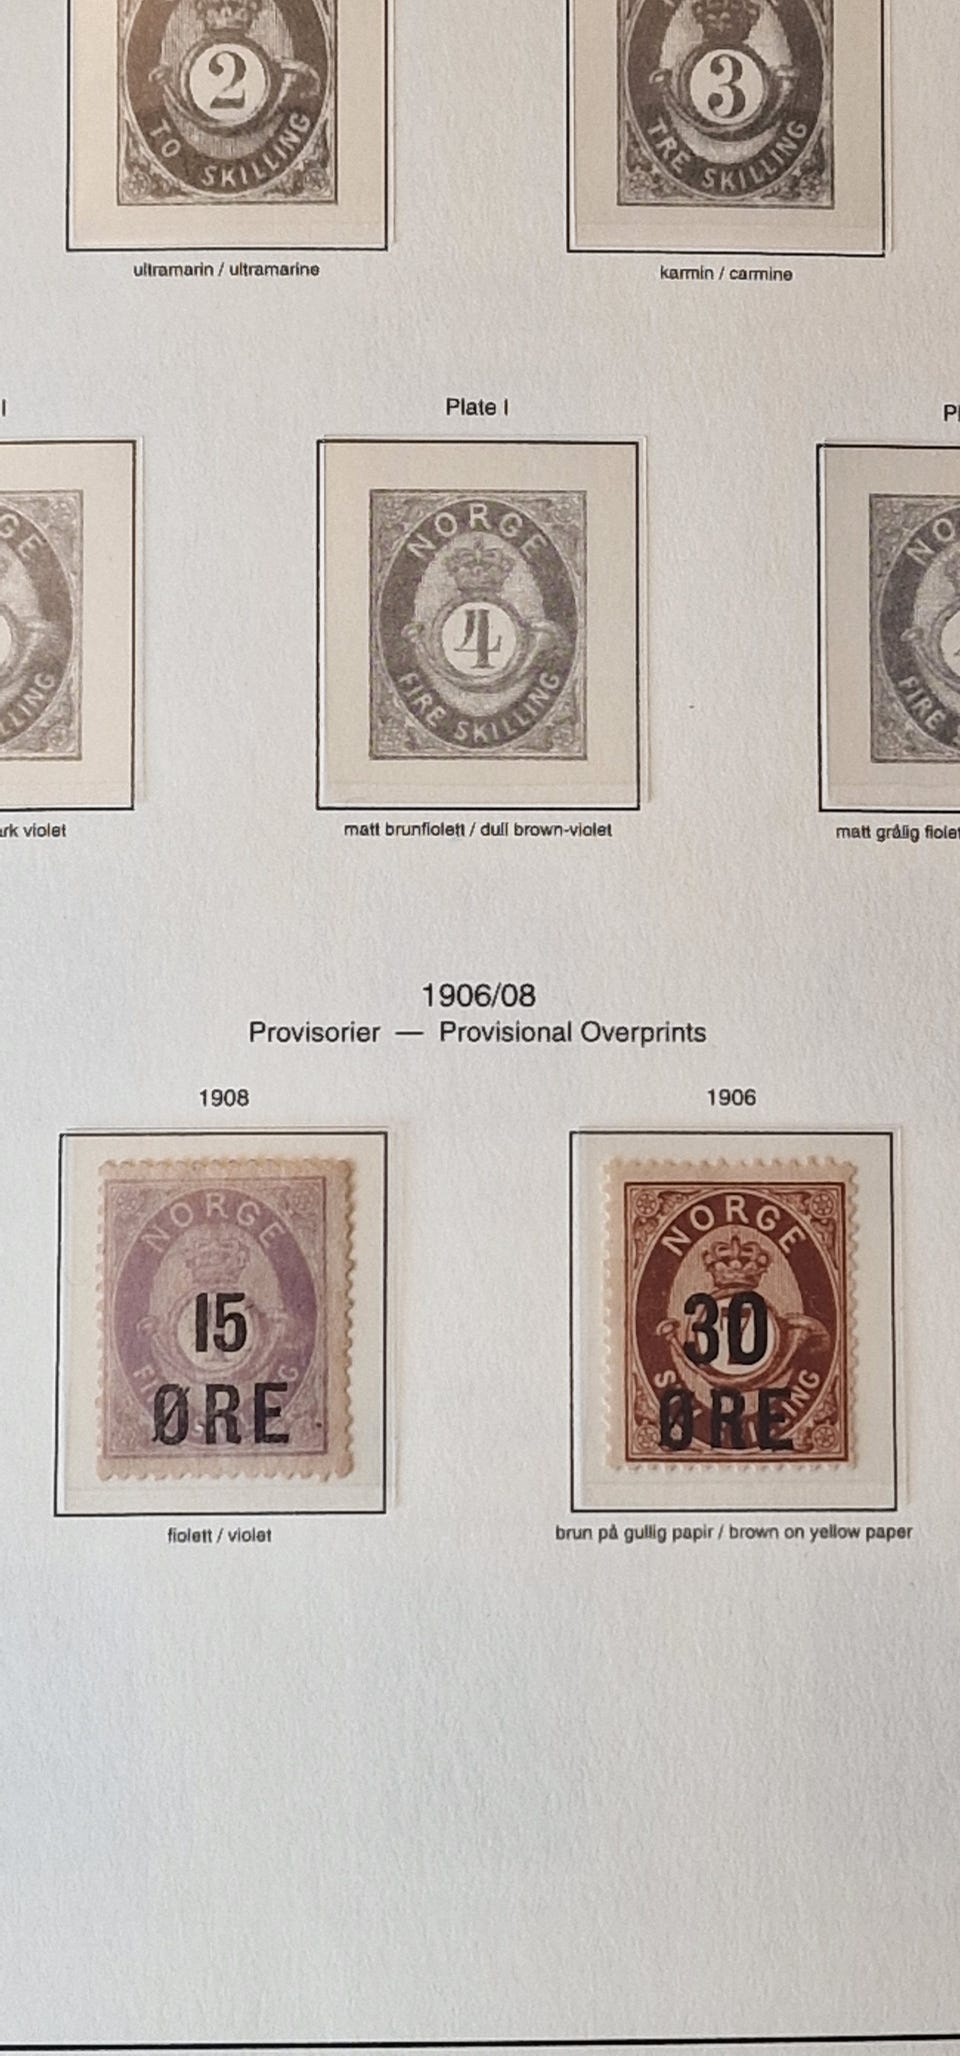 2
TO SKILLING
3
TRE SKILLING
ultramarin / ultramarine
karmin / carmine
I
Plate I
NORGE
4
FIRE SKILLING
violet
matt brunfiolett / dull brown-violet
matt grålig
1906/08
Provisorier — Provisional Overprints
1908
1906
NORGE
15
ØRE
NORGE
30
ØRE
fiolett / violet
brun på gullig papir / brown on yellow paper